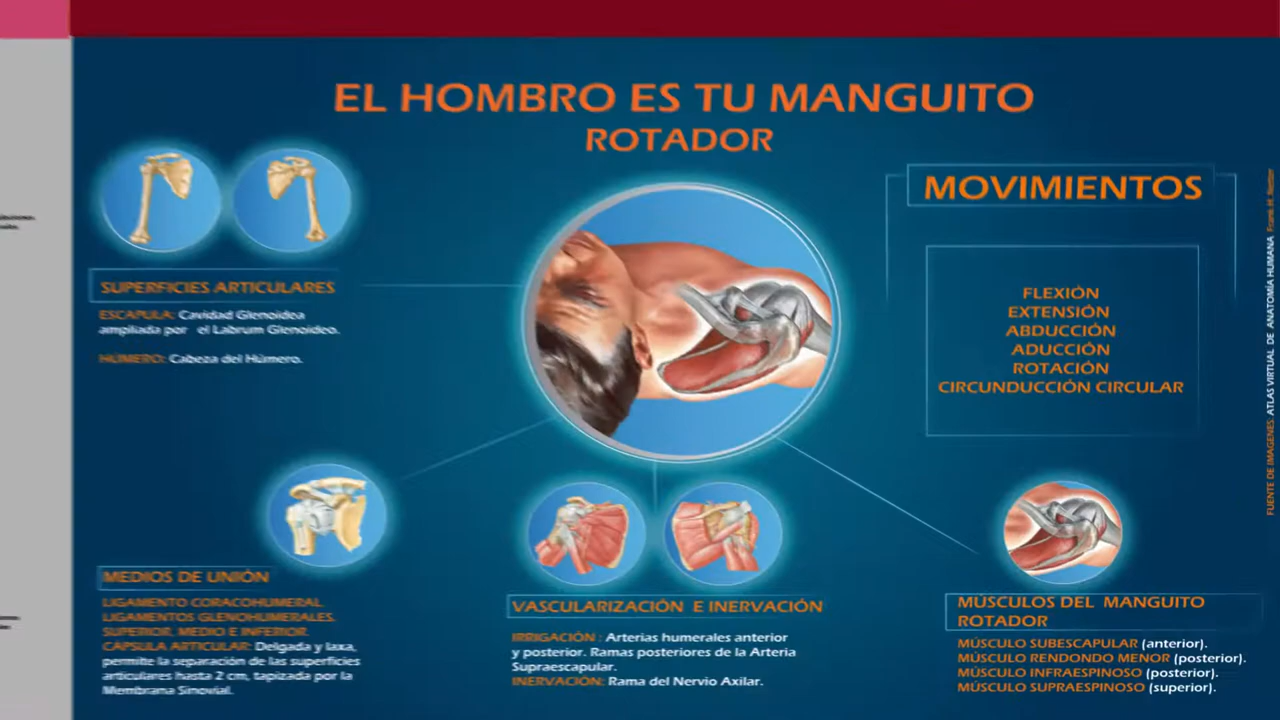 EL HOMBRO ES TU MANGUITO
ROTADOR
SUPERFICIES ARTICULARES
ESCAPULA: Cavidad Glenoidea
ampliada por el Labrum Glenoideo.
HÚMERO: Cabeza del Húmero.
MOVIMIENTOS
FLEXIÓN
EXTENSIÓN
ABDUCCIÓN
ADUCCIÓN
ROTACIÓN
CIRCUNDUCCIÓN CIRCULAR
FUENTE DE IMAGENES: ATLAS VIRTUAL DE ANATOMÍA HUMANA Frank H. Netter
MEDIOS DE UNIÓN
LIGAMENTO CORACOHUMERAL.
LIGAMENTOS GLENOHUMERALES.
SUPERIOR, MEDIO E INFERIOR.
CAPSULA ARTICULAR: Delgada y laxa,
permite la separación de las superficies
articulares hasta 2 cm, tapizada por la
Membrana Sinovial.
VASCULARIZACIÓN E INERVACIÓN
IRRIGACIÓN : Arterias humerales anterior
y posterior. Ramas posteriores de la Arteria
Supraescapular.
INERVACIÓN: Rama del Nervio Axilar.
MÚSCULOS DEL MANGUITO
ROTADOR
MÚSCULO SUBESCAPULAR (anterior).
MÚSCULO RENDONDO MENOR (posterior).
MÚSCULO INFRAESPINOSO (posterior).
MÚSCULO SUPRAESPINOSO (superior).